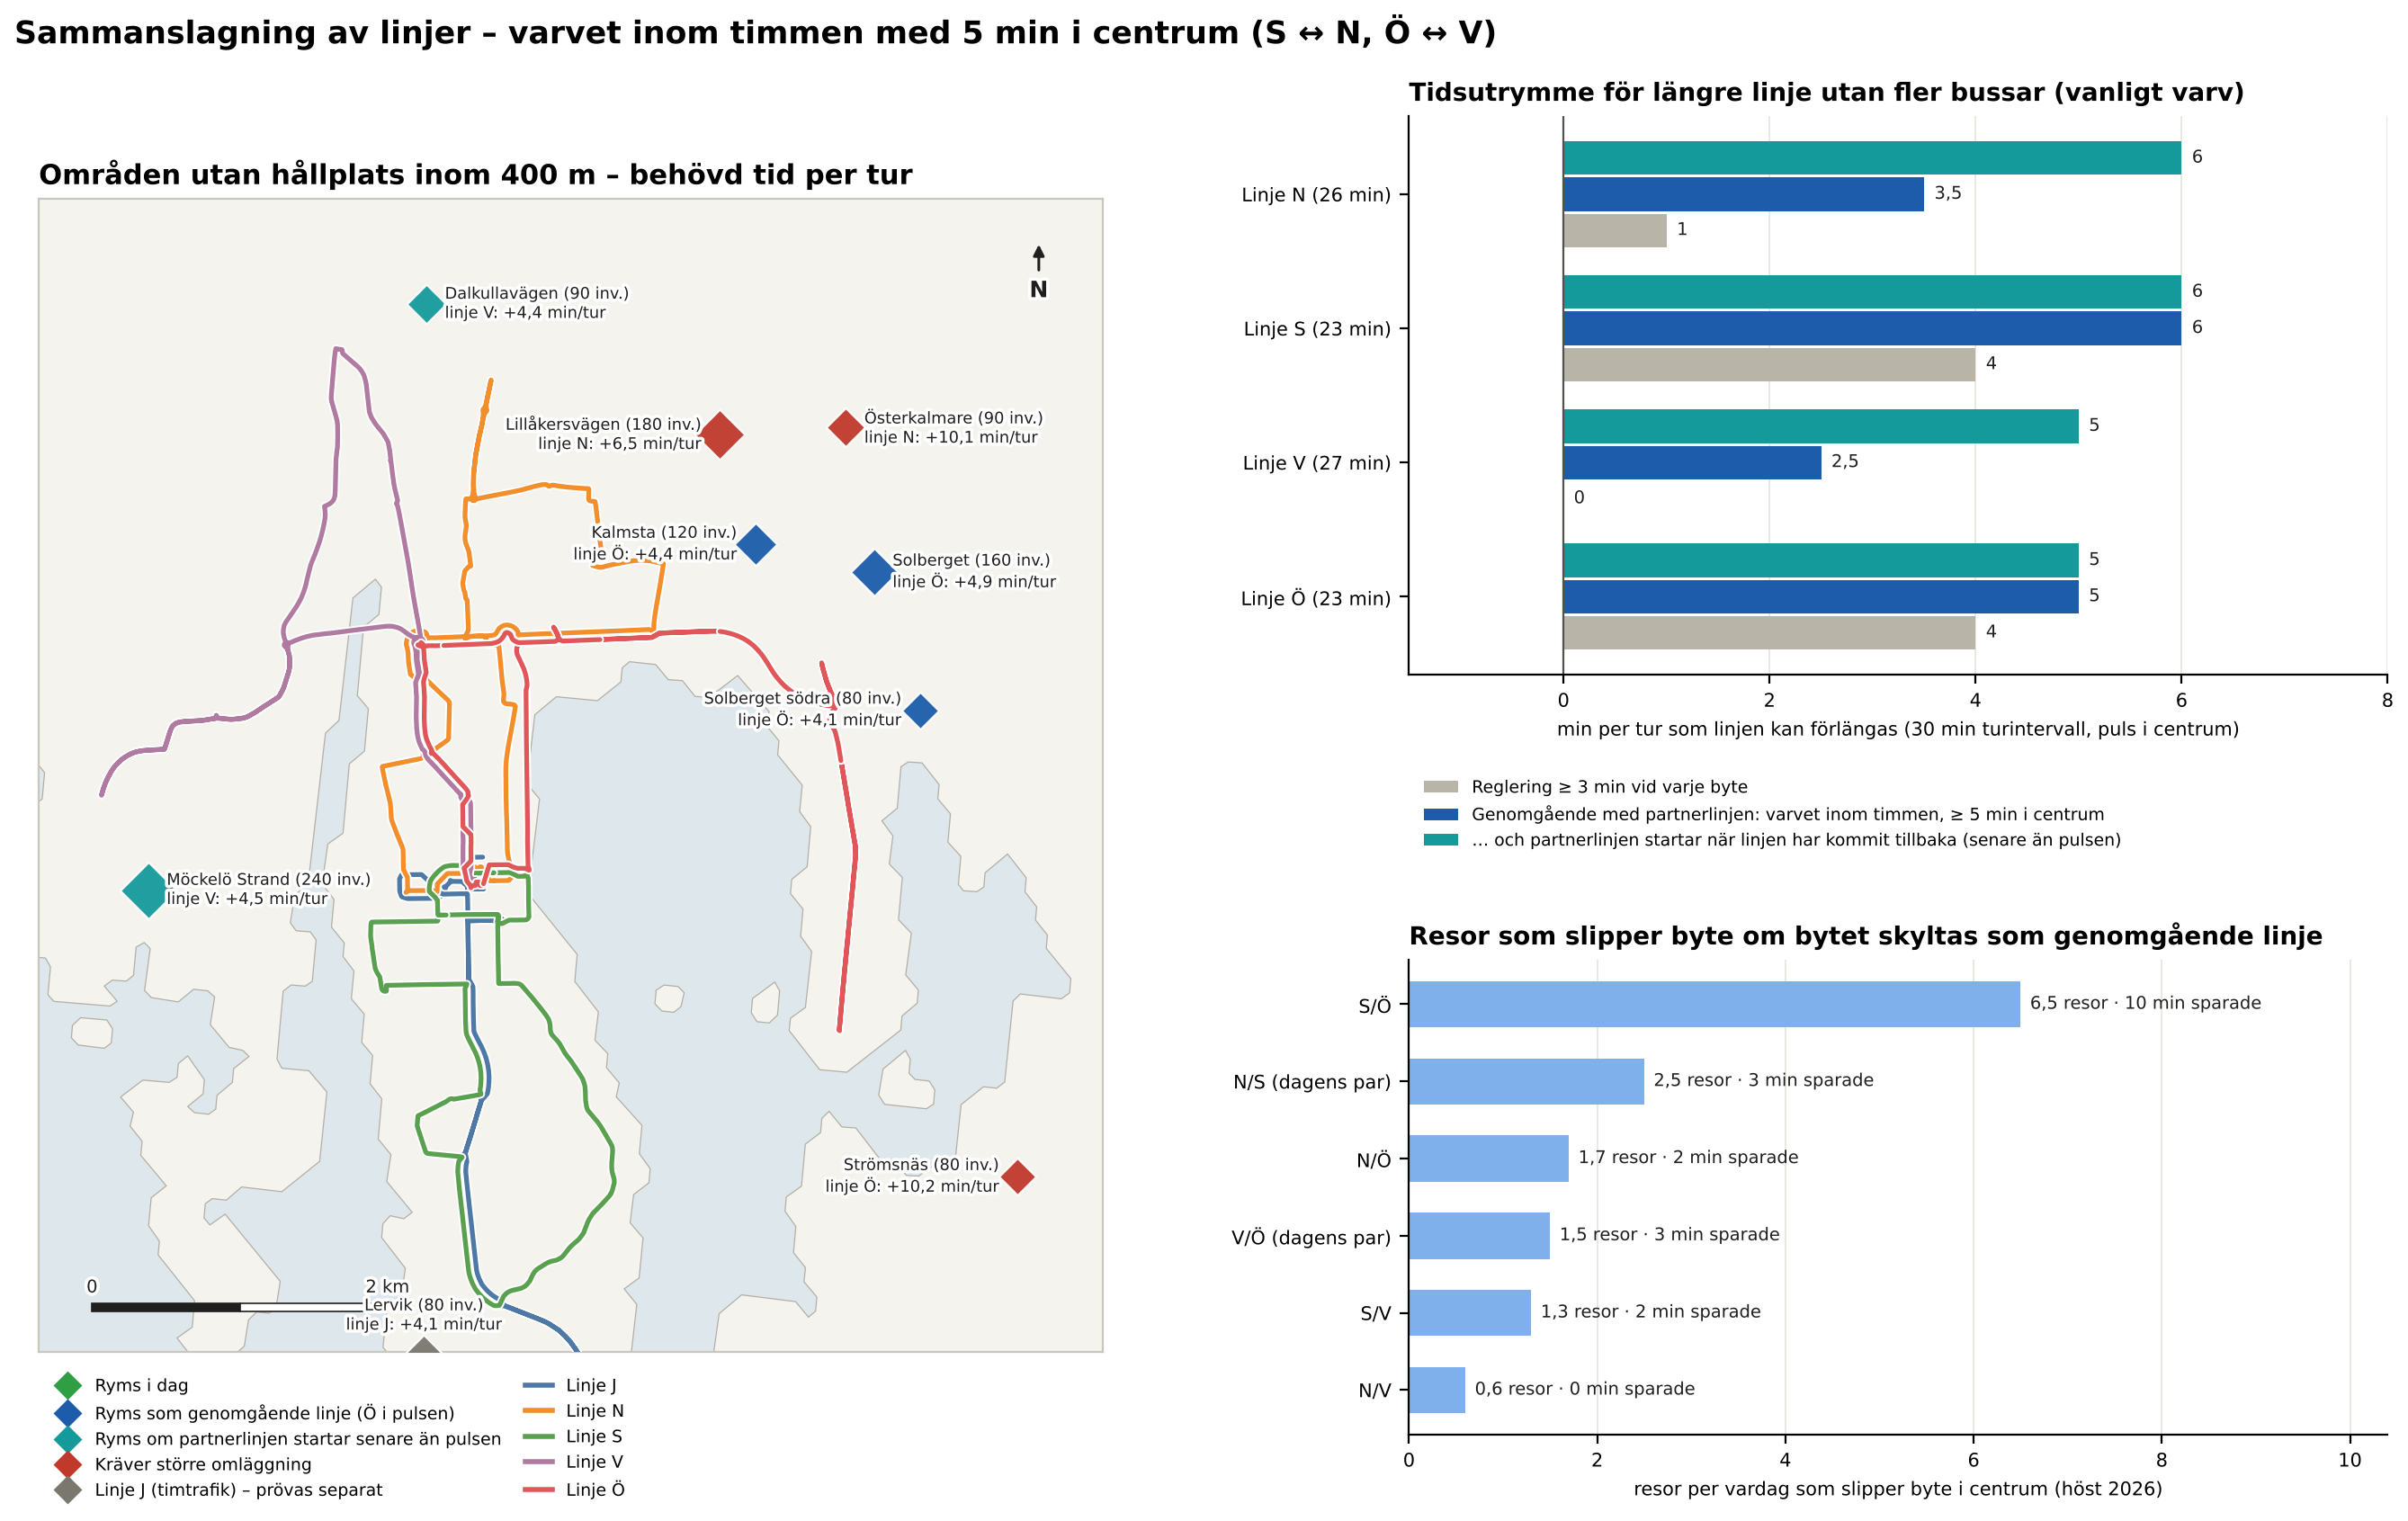 Sammanslagning av linjer – varvet inom timmen med 5 min i centrum (S ↔ N, Ö ↔ V)
Områden utan hållplats inom 400 m – behövd tid per tur
N
Dalkullavägen (90 inv.)
linje V: +4,4 min/tur
Lillåkersvägen (180 inv.)
linje N: +6,5 min/tur
Österkalmare (90 inv.)
linje N: +10,1 min/tur
Kalmsta (120 inv.)
linje Ö: +4,4 min/tur
Solberget (160 inv.)
linje Ö: +4,9 min/tur
Solberget södra (80 inv.)
linje Ö: +4,1 min/tur
Möckelö Strand (240 inv.)
linje V: +4,5 min/tur
Strömsnäs (80 inv.)
linje Ö: +10,2 min/tur
0
2 km
Lervik (80 inv.)
linje J: +4,1 min/tur
Ryms i dag
Ryms som genomgående linje (Ö i pulsen)
Ryms om partnerlinjen startar senare än pulsen
Kräver större omläggning
Linje J (timtrafik) – prövas separat
Linje J
Linje N
Linje S
Linje V
Linje Ö
Tidsutrymme för längre linje utan fler bussar (vanligt varv)
Linje N (26 min)
6
3,5
1
Linje S (23 min)
6
6
4
Linje V (27 min)
5
2,5
0
Linje Ö (23 min)
5
5
4
0
2
4
6
8
min per tur som linjen kan förlängas (30 min turintervall, puls i centrum)
Reglering ≥ 3 min vid varje byte
Genomgående med partnerlinjen: varvet inom timmen, ≥ 5 min i centrum
... och partnerlinjen startar när linjen har kommit tillbaka (senare än pulsen)
Resor som slipper byte om bytet skyltas som genomgående linje
S/Ö
6,5 resor · 10 min sparade
N/S (dagens par)
2,5 resor · 3 min sparade
N/Ö
1,7 resor · 2 min sparade
V/Ö (dagens par)
1,5 resor · 3 min sparade
S/V
1,3 resor · 2 min sparade
N/V
0,6 resor · 0 min sparade
0
2
4
6
8
10
resor per vardag som slipper byte i centrum (höst 2026)